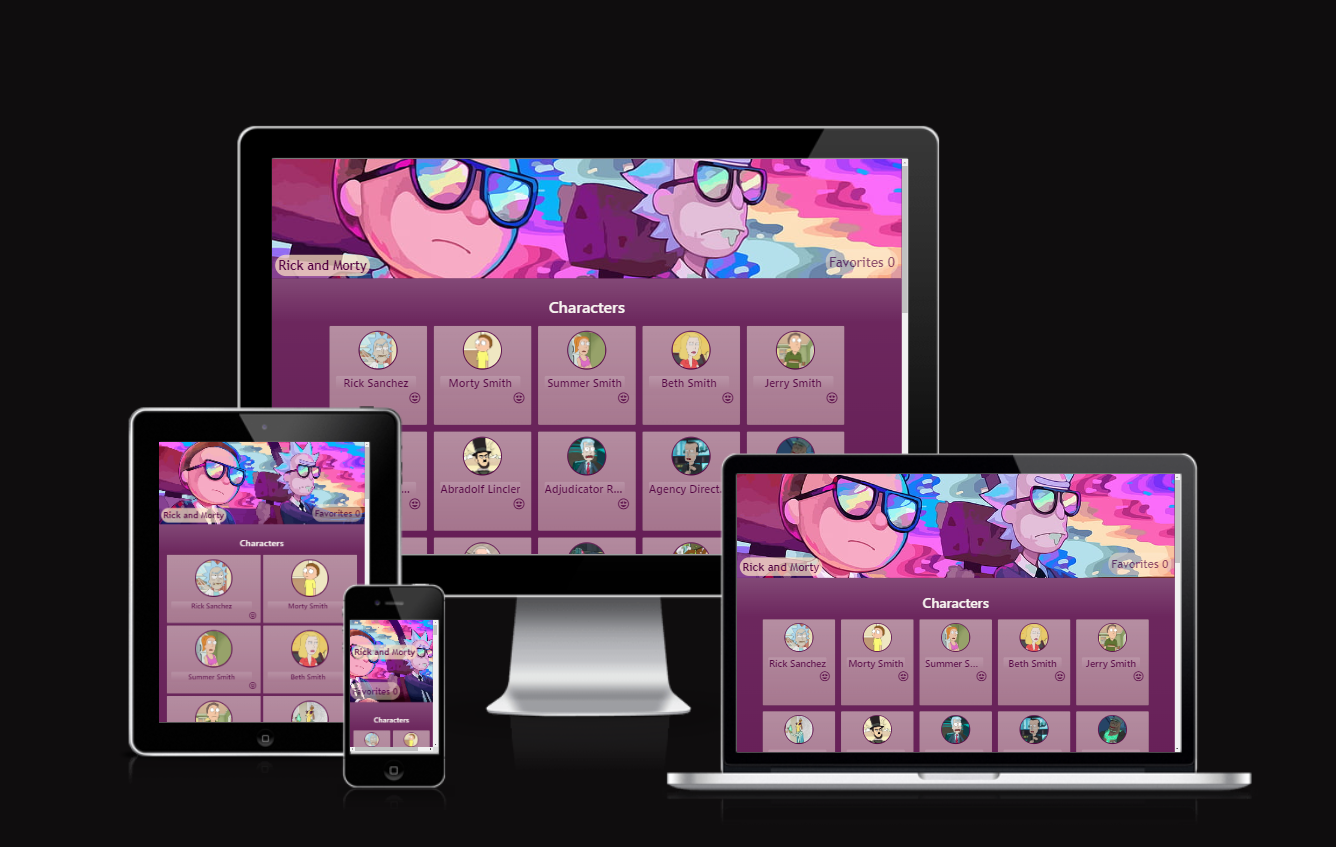 Rick and Morty
Favorites 0
Characters
Rick Sanchez
Morty Smith
Summer Smith
Beth Smith
Jerry Smith
...
Abradolf Lincler
Adjudicator R...
Agency Direct.
Rick and Morty
Favorites 0
Characters
Rick Sanchez
Morty Smith
Summer Smith
Beth Smith
Rick and Morty
Favorites 0
Characters
Rick and Morty
Favorites 0
Characters
Rick Sanchez
Morty Smith
Summer S...
Beth Smith
Jerry Smith